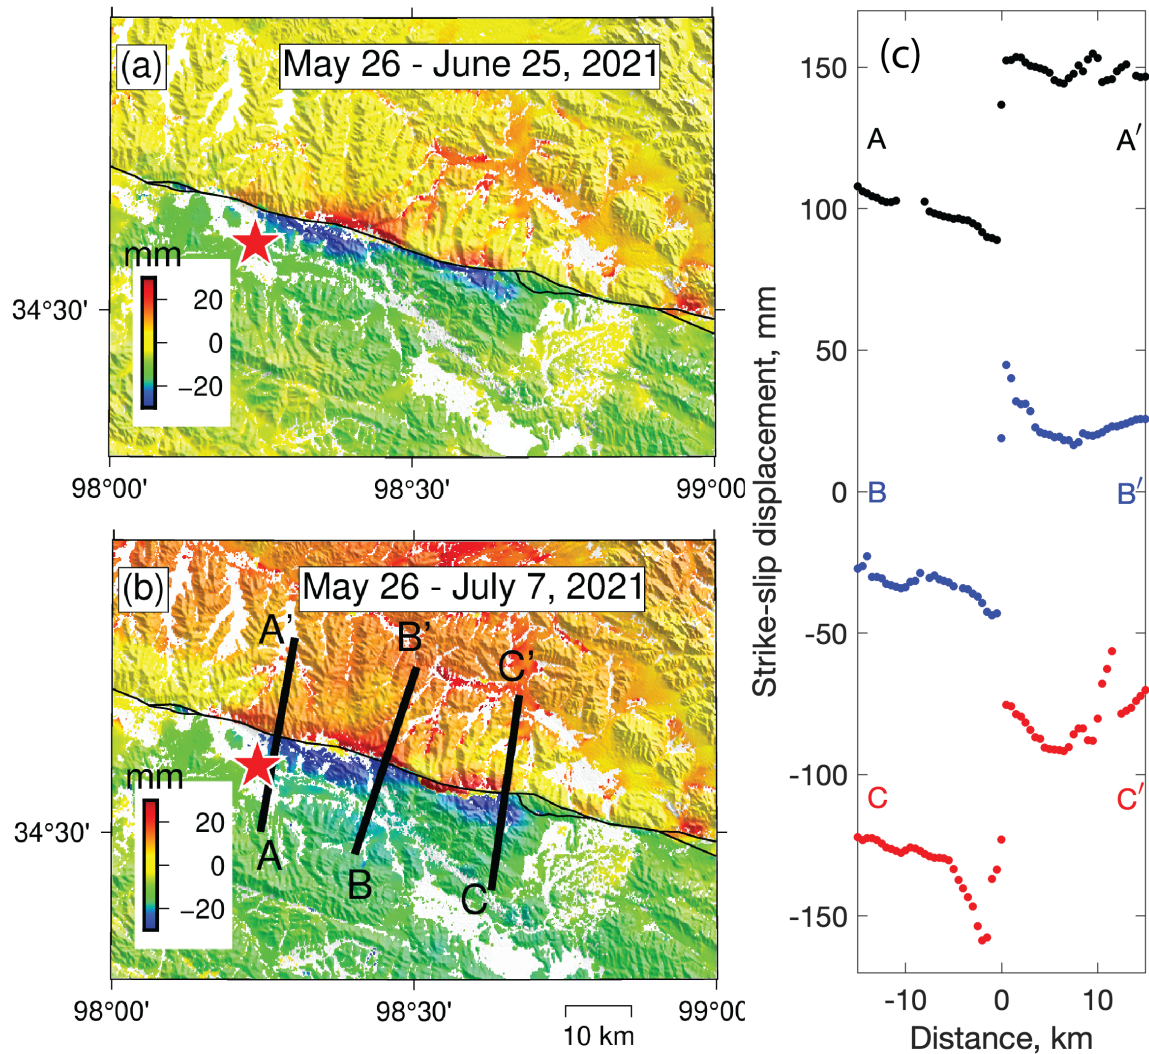 (a)
May 26 - June 25, 2021
mm
20
0
−20
34°30'
98°00'
98°30'
99°00'
(b)
May 26 - July 7, 2021
A'
B'
C'
mm
20
0
−20
34°30'
A
B
C
98°00'
98°30'
99°00'
10 km
(c)
Strike-slip displacement, mm
150
100
50
0
-50
-100
-150
A
A′
B
B′
C
C′
-10
0
10
Distance, km